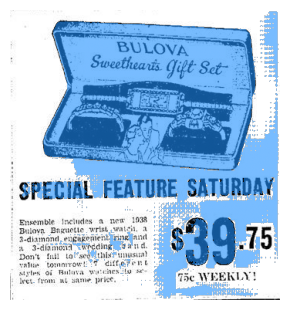 BULOVA
Sweethearts Gift Set
SPECIAL FEATURE SATURDAY
Ensemble includes a new 1938
Bulova Baguette wrist watch, a
3-diamond engagement ring and
a 3-diamond wedding band.
Don't fail to see this unusual
value tomorrow! 7 different
styles of Bulova watches to se-
lect from at same price.
$39.75
75c WEEKLY!